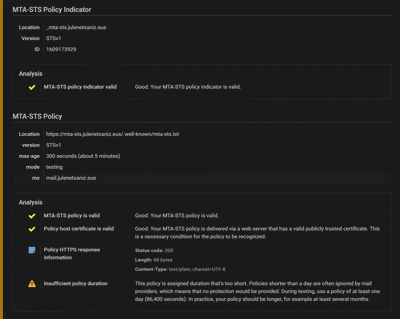 MTA-STS Policy Indicator
Location _mta-sts.julenetxaniz.eus
Version STSv1
ID 1609173929
Analysis
MTA-STS policy indicator valid Good. Your MTA-STS policy indicator is valid.
MTA-STS Policy
Location https://mta-sts.julenetxaniz.eus/.well-known/mta-sts.txt
version STSv1
max-age 300 seconds (about 5 minutes)
mode testing
mx mail.julenetxaniz.eus
Analysis
MTA-STS policy is valid Good. Your MTA-STS policy is valid.
Policy host certificate is valid Good. Your MTA-STS policy is delivered via a web server that has a valid publicly trusted certificate. This
is a necessary condition for the policy to be recognized.
Policy HTTPS response
information
Status code: 200
Length: 68 bytes
Content-Type: text/plain; charset=UTF-8
Insufficient policy duration This policy is assigned duration that's too short. Policies shorter than a day are often ignored by mail
providers, which means that no protection would be provided. During testing, use a policy of at least one
day (86,400 seconds). In practice, your policy should be longer, for example at least several months.